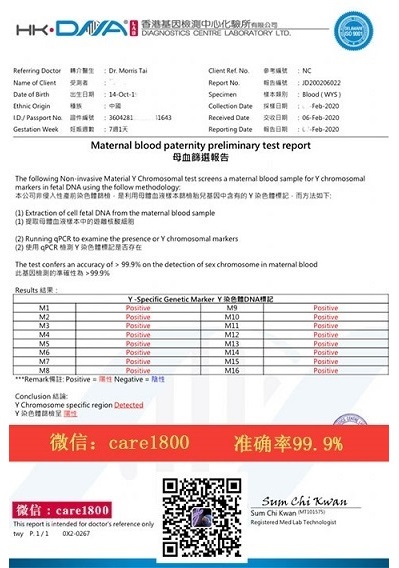 HK·DNA LAB 香港基因檢測中心化驗所有限公司
DIAGNOSTICS CENTRE LABORATORY LTD.
ISO 9001
Referring Doctor 轉介醫生 : Dr. Morris Tai Client Ref. No. 參考編號 : NC
Name of Client 受測者 : Report No. 報告編號 : JD200206022
Date of Birth 出生日期 : 14-Oct-1 Specimen 樣本類別 : Blood (WYS)
Ethnic Origin 種族 : 中國 Collection Date 採樣日期 : -Feb-2020
I.D./Passport No. 證件編號 : 3604281 1643 Received Date 收交日期 : 06-Feb-2020
Gestation Week 妊娠週數 : 7週1天 Reporting Date 報告日期 : -Feb-2020
Maternal blood paternity preliminary test report
母血篩選報告
The following Non-invasive Material Y Chromosomal test screens a maternal blood sample for Y chromosomal
markers in fetal DNA using the follow methodology:
本公司非侵入性產前染色體篩檢，是利用母體血液樣本篩檢胎兒基因中含有的 Y 染色體標記，而方法如下:
(1) Extraction of cell fetal DNA from the maternal blood sample
(1) 提取母體血液樣本中的遊離核酸細胞
(2) Running qPCR to examine the presence or Y chromosomal markers
(2) 使用 qPCR 檢測 Y 染色體標記是否存在
The test confers an accuracy of > 99.9% on the detection of sex chromosome in maternal blood
此基因檢測的準確性為 >99.9%
Results 結果 :
Y -Specific Genetic Marker Y 染色體DNA標記
M1 Positive M9 Positive
M2 Positive M10 Positive
M3 Positive M11 Positive
M4 Positive M12 Positive
M5 Positive M13 Positive
M6 Positive M14 Positive
M7 Positive M15 Positive
M8 Positive M16 Positive
***Remark備註: Positive = 陽性 Negative = 陰性
Conclusion 結論:
Y Chromosome specific region Detected
Y 染色體篩檢呈 陽性
微信：care1800 准确率99.9%
微信：care1800
Sum Chi Kwan
Sum Chi Kwan (MT101575)
Registered Med Lab Technologist
This report is intended for doctor's reference only
twy P. 1 / 1 0X2-0267